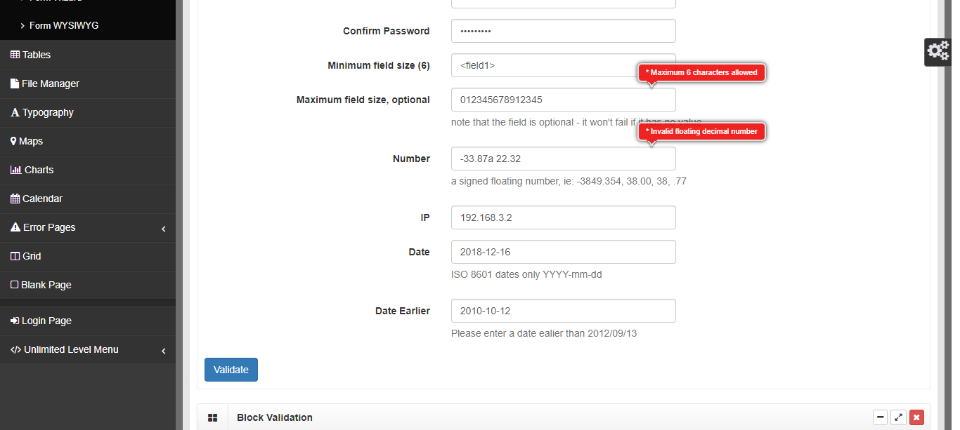 Form WYSIWYG
Tables
File Manager
Typography
Maps
Charts
Calendar
Error Pages
Grid
Blank Page
Login Page
Unlimited Level Menu
Confirm Password •••••••••
Minimum field size (6) <field1>
* Maximum 6 characters allowed
Maximum field size, optional 012345678912345
note that the field is optional - it won't fail if it has no value
* Invalid floating decimal number
Number -33.87a 22.32
a signed floating number, ie: -3849.354, 38.00, 38, .77
IP 192.168.3.2
Date 2018-12-16
ISO 8601 dates only YYYY-mm-dd
Date Earlier 2010-10-12
Please enter a date ealier than 2012/09/13
Validate
Block Validation